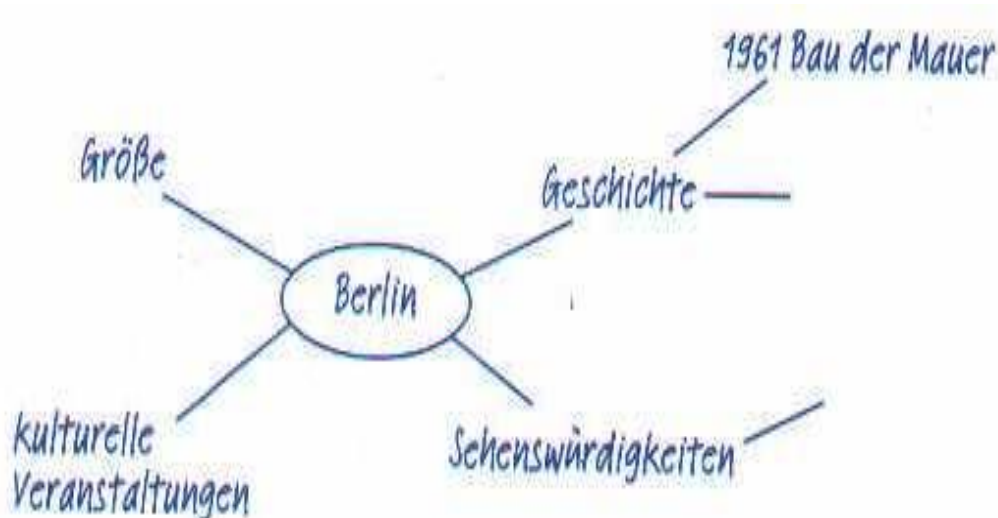 1961 Bau der Mauer
Größe
Geschichte
Berlin
kulturelle
Veranstaltungen
Sehenswürdigkeiten